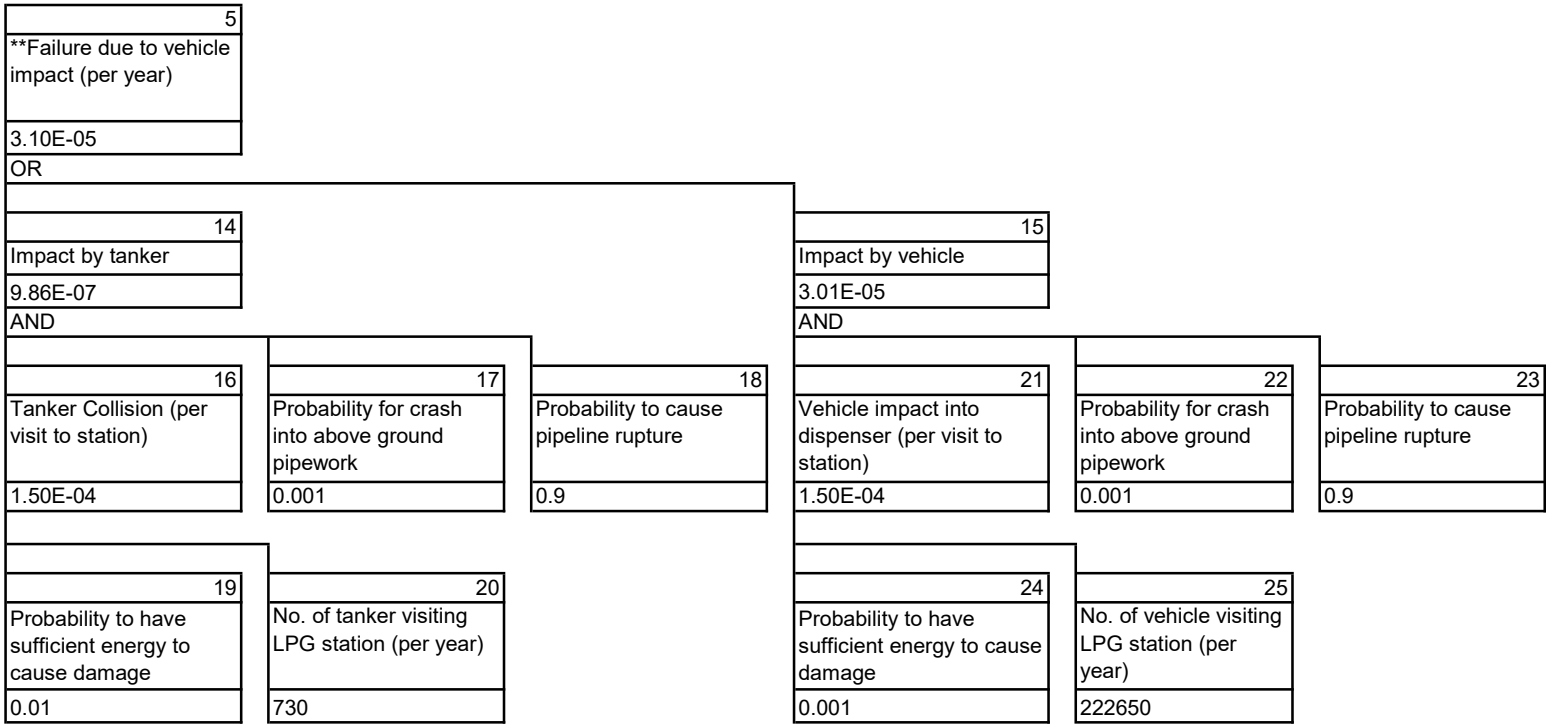 5
**Failure due to vehicle
impact (per year)
3.10E-05
OR
14
Impact by tanker
9.86E-07
AND
15
Impact by vehicle
3.01E-05
AND
16
Tanker Collision (per
visit to station)
1.50E-04
17
Probability for crash
into above ground
pipework
0.001
18
Probability to cause
pipeline rupture
0.9
21
Vehicle impact into
dispenser (per visit to
station)
1.50E-04
22
Probability for crash
into above ground
pipework
0.001
23
Probability to cause
pipeline rupture
0.9
19
Probability to have
sufficient energy to
cause damage
0.01
20
No. of tanker visiting
LPG station (per year)
730
24
Probability to have
sufficient energy to cause
damage
0.001
25
No. of vehicle visiting
LPG station (per
year)
222650